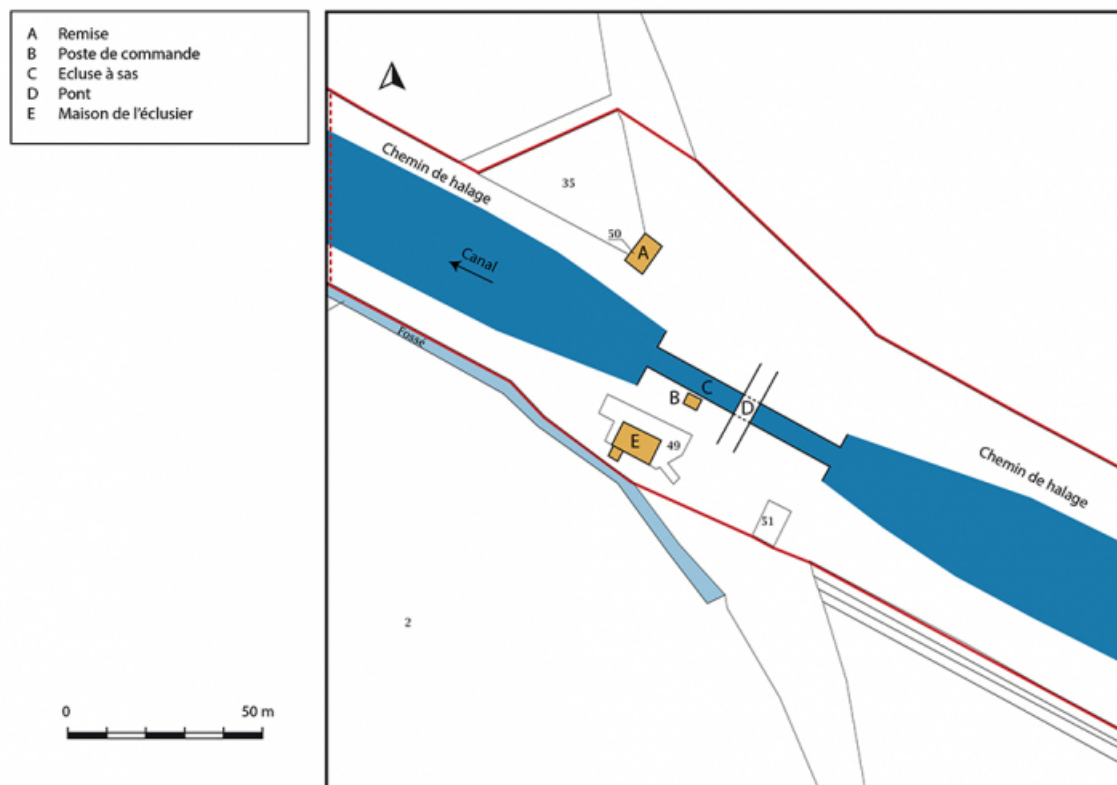 A Remise
B Poste de commande
C Ecluse à sas
D Pont
E Maison de l'éclusier
Chemin de halage
35
50
A
Canal
Fossé
C
B
D
E
49
Chemin de halage
51
2
0 50 m